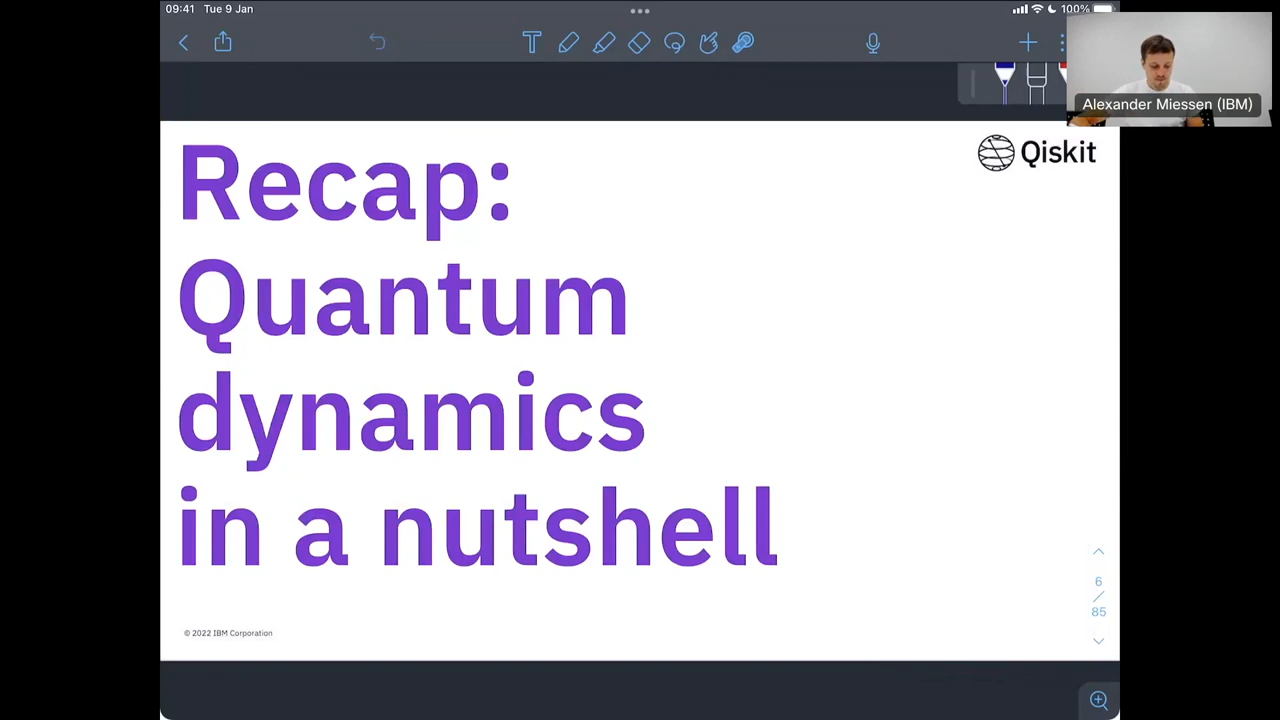 09:41 Tue 9 Jan
100%
Alexander Miessen (IBM)
Qiskit
Recap:
Quantum
dynamics
in a nutshell
6
85
© 2022 IBM Corporation